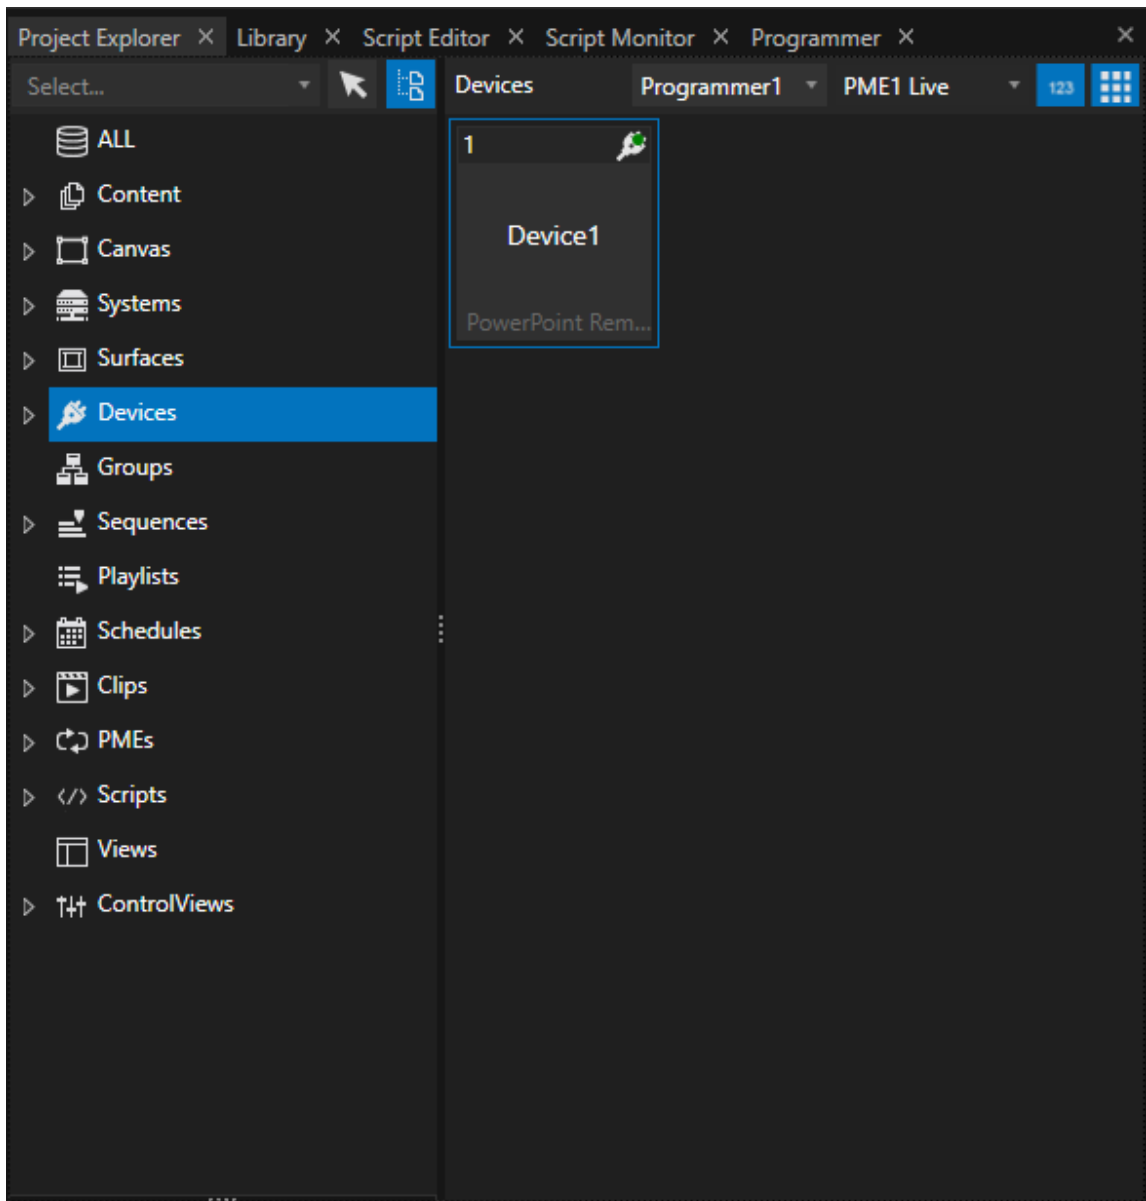 Project Explorer Library Script Editor Script Monitor Programmer
Select... Devices Programmer1 PME1 Live 123
ALL
Content
Canvas
Systems
Surfaces
Devices
Groups
Sequences
Playlists
Schedules
Clips
PMEs
Scripts
Views
ControlViews
1
Device1
PowerPoint Rem...